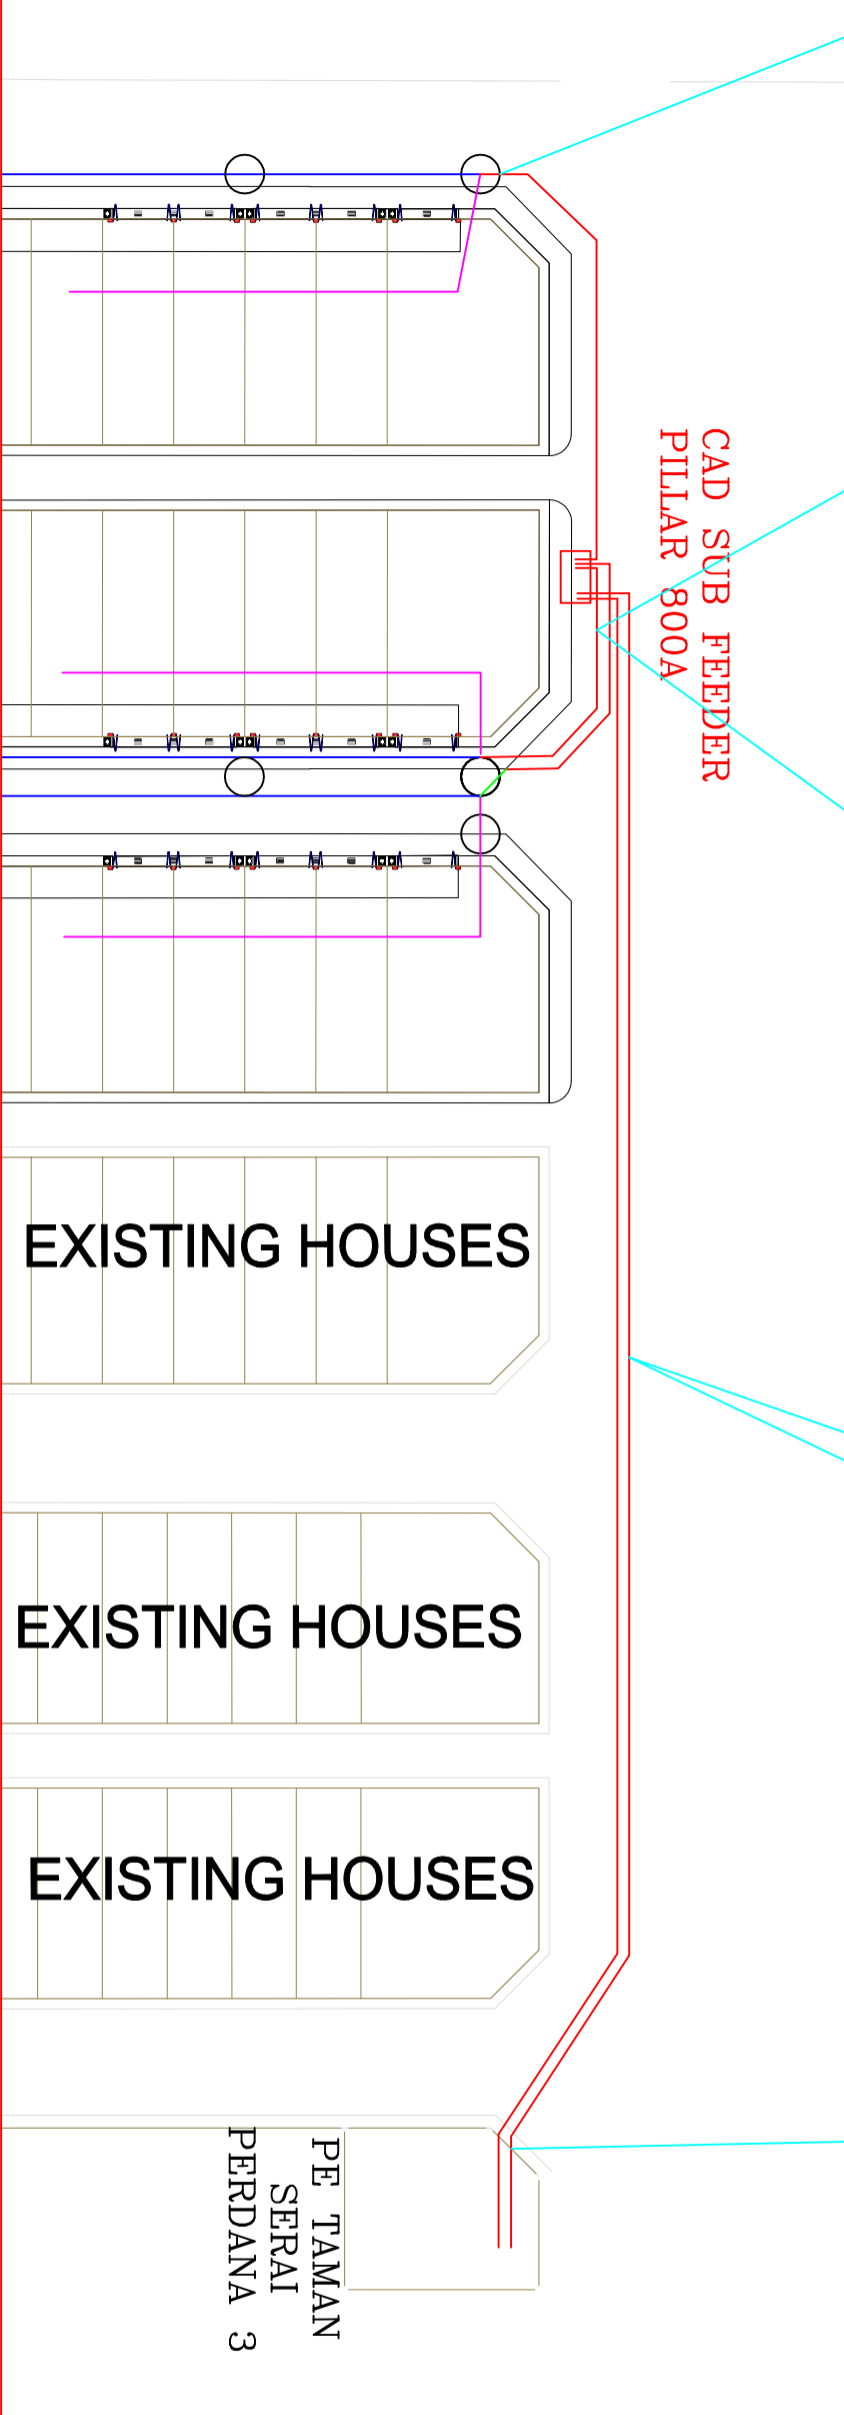 CAD SUB FEEDER
PILLAR 800A
EXISTING HOUSES
EXISTING HOUSES
EXISTING HOUSES
PE TAMAN
SERAI
PERDANA 3